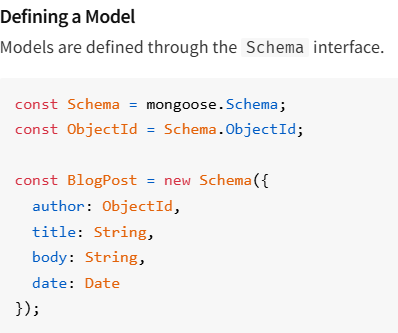 Defining a Model
Models are defined through the Schema interface.
const Schema = mongoose.Schema;
const ObjectId = Schema.ObjectId;
const BlogPost = new Schema({
  author: ObjectId,
  title: String,
  body: String,
  date: Date
});